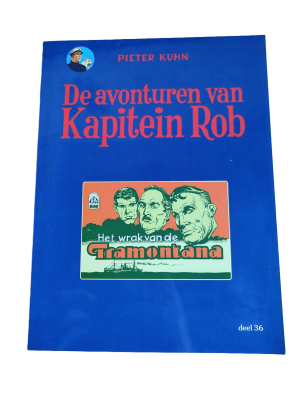 PIETER KUHN
De avonturen van
Kapitein Rob
Het wrak van de
Tramontana
deel 36